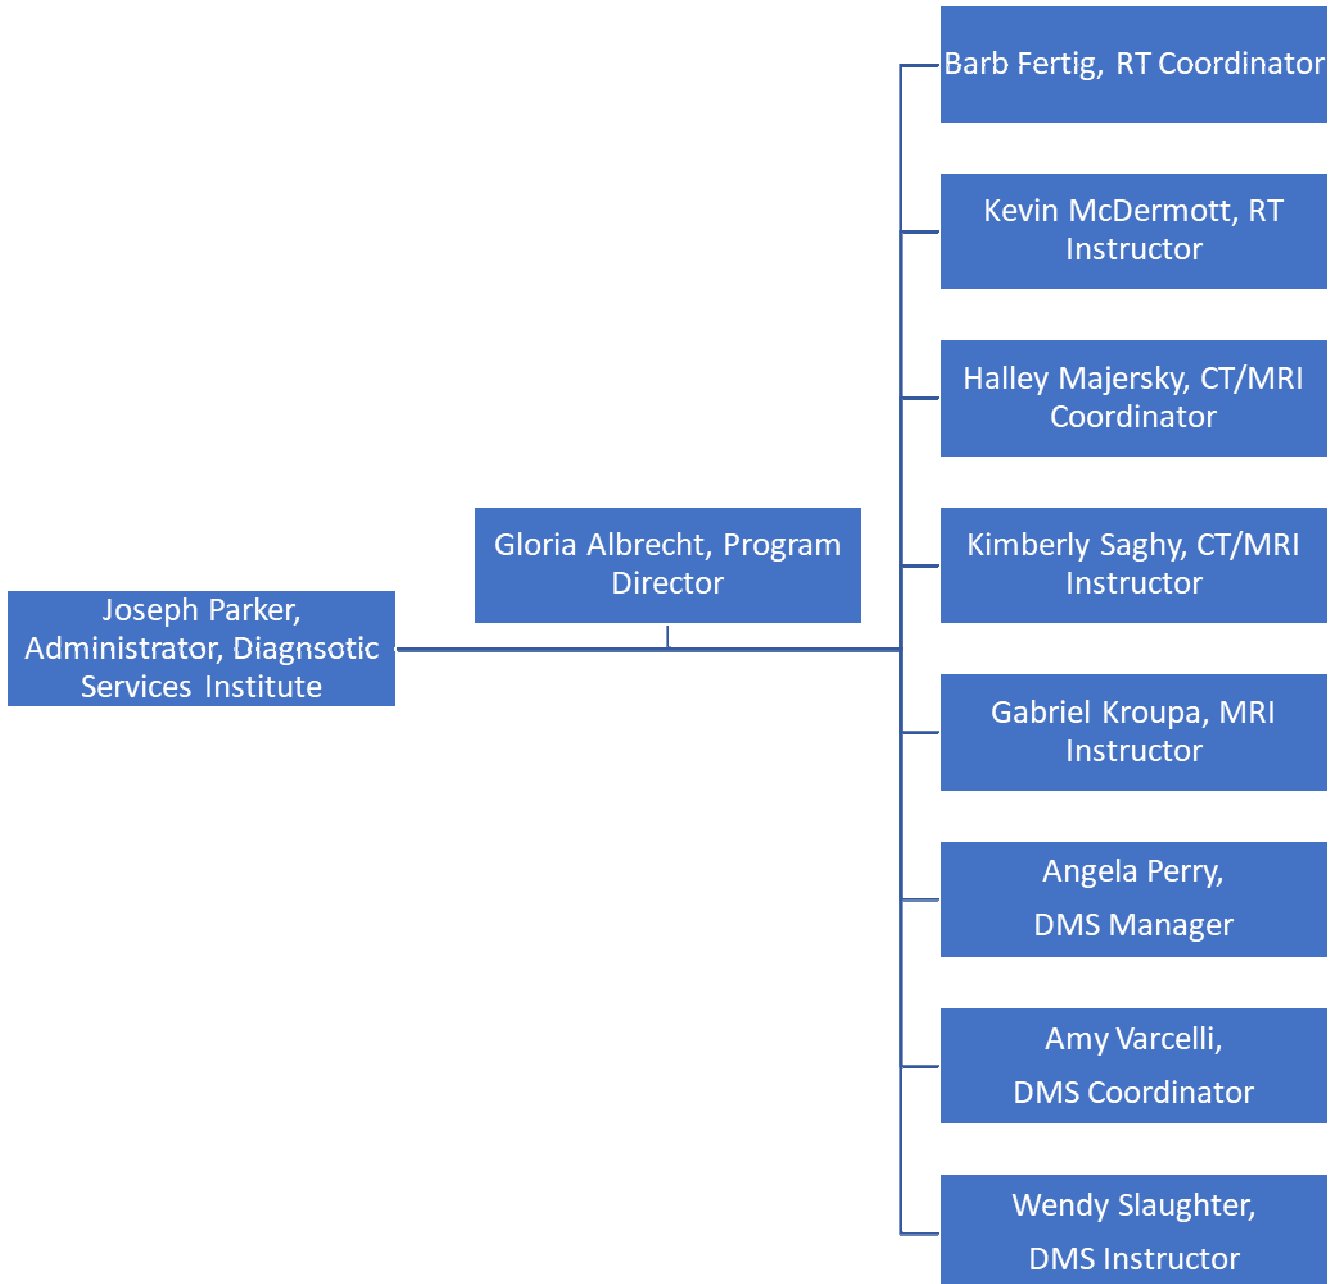 Barb Fertig, RT Coordinator
Kevin McDermott, RT
Instructor
Halley Majersky, CT/MRI
Coordinator
Gloria Albrecht, Program
Director
Kimberly Saghy, CT/MRI
Instructor
Joseph Parker,
Administrator, Diagnsotic
Services Institute
Gabriel Kroupa, MRI
Instructor
Angela Perry,
DMS Manager
Amy Varcelli,
DMS Coordinator
Wendy Slaughter,
DMS Instructor